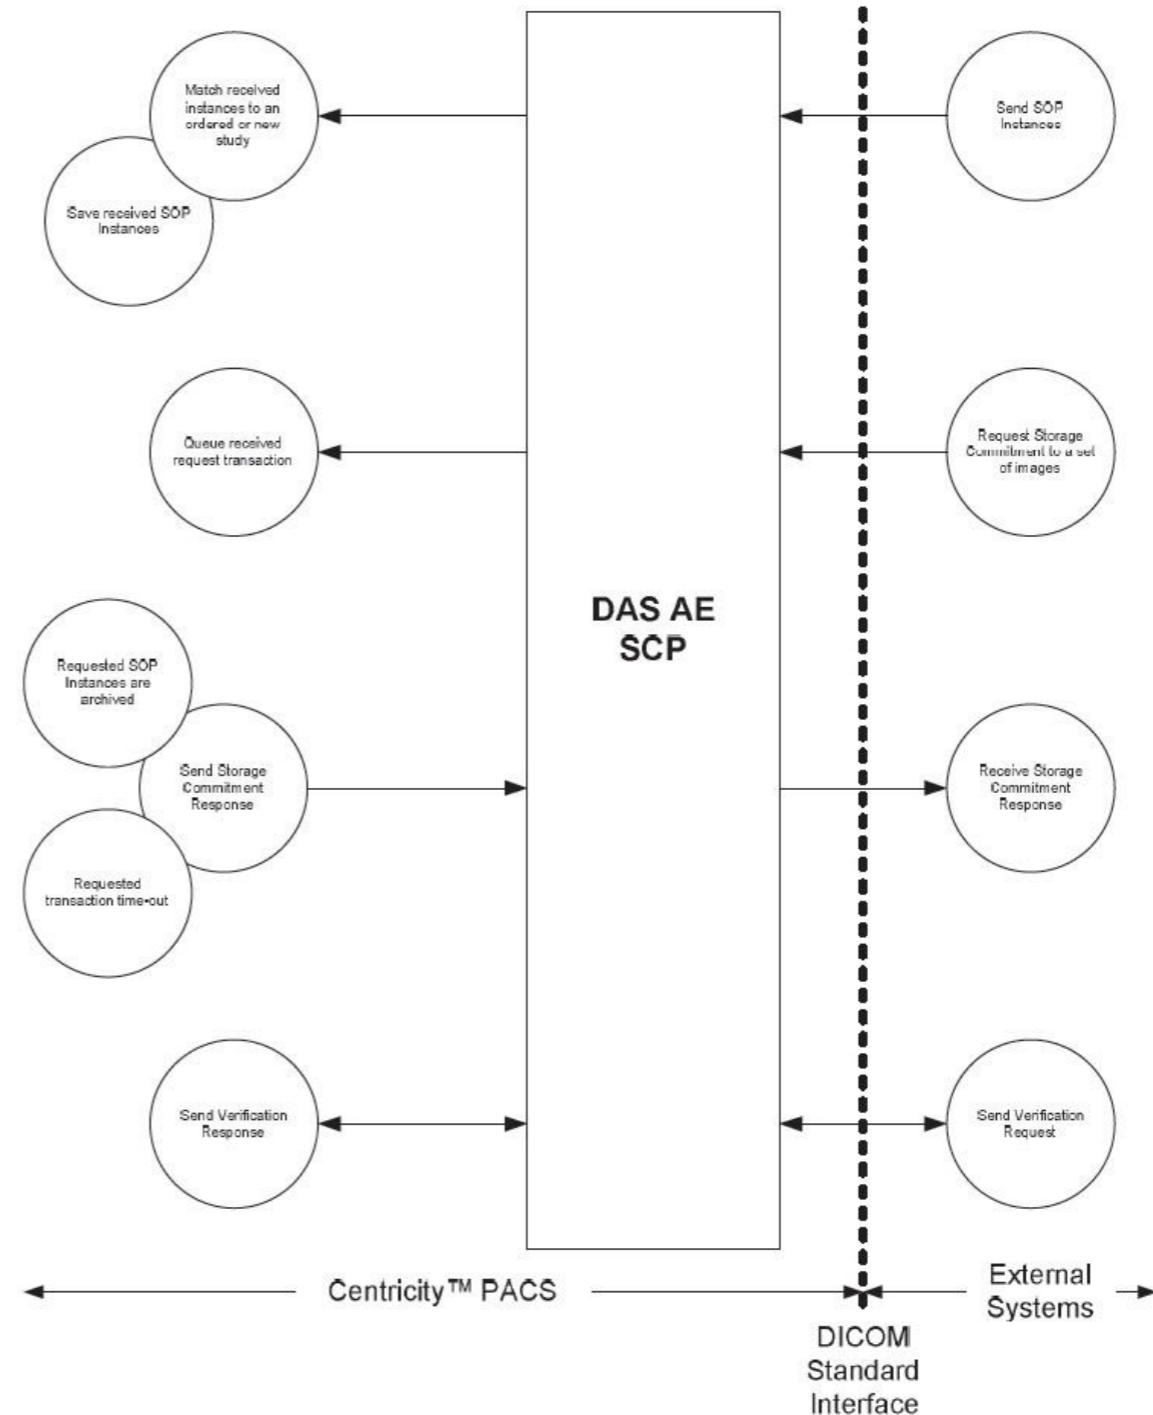 Match received
instances to an
ordered or new
study
Send SOP
Instances
Save received SOP
Instances
Queue received
request transaction
Request Storage
Commitment to a set
of images
DAS AE
SCP
Requested SOP
Instances are
archived
Send Storage
Commitment
Response
Receive Storage
Commitment
Response
Requested
transaction time-out
Send Verification
Response
Send Verification
Request
Centricity™ PACS
External
Systems
DICOM
Standard
Interface